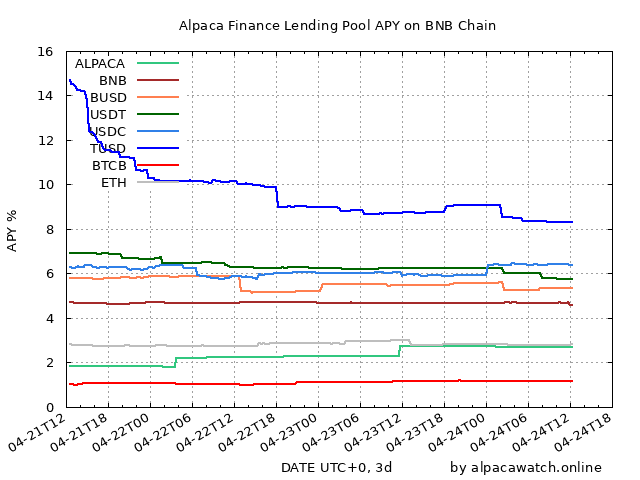 Alpaca Finance Lending Pool APY on BNB Chain
16
14
12
10
8
6
4
2
0
APY %
ALPACA
BNB
BUSD
USDT
USDC
TUSD
BTCB
ETH
04-21T12
04-21T18
04-22T00
04-22T06
04-22T12
04-22T18
04-23T00
04-23T06
04-23T12
04-23T18
04-24T00
04-24T06
04-24T12
04-24T18
DATE UTC+0, 3d
by alpacawatch.online